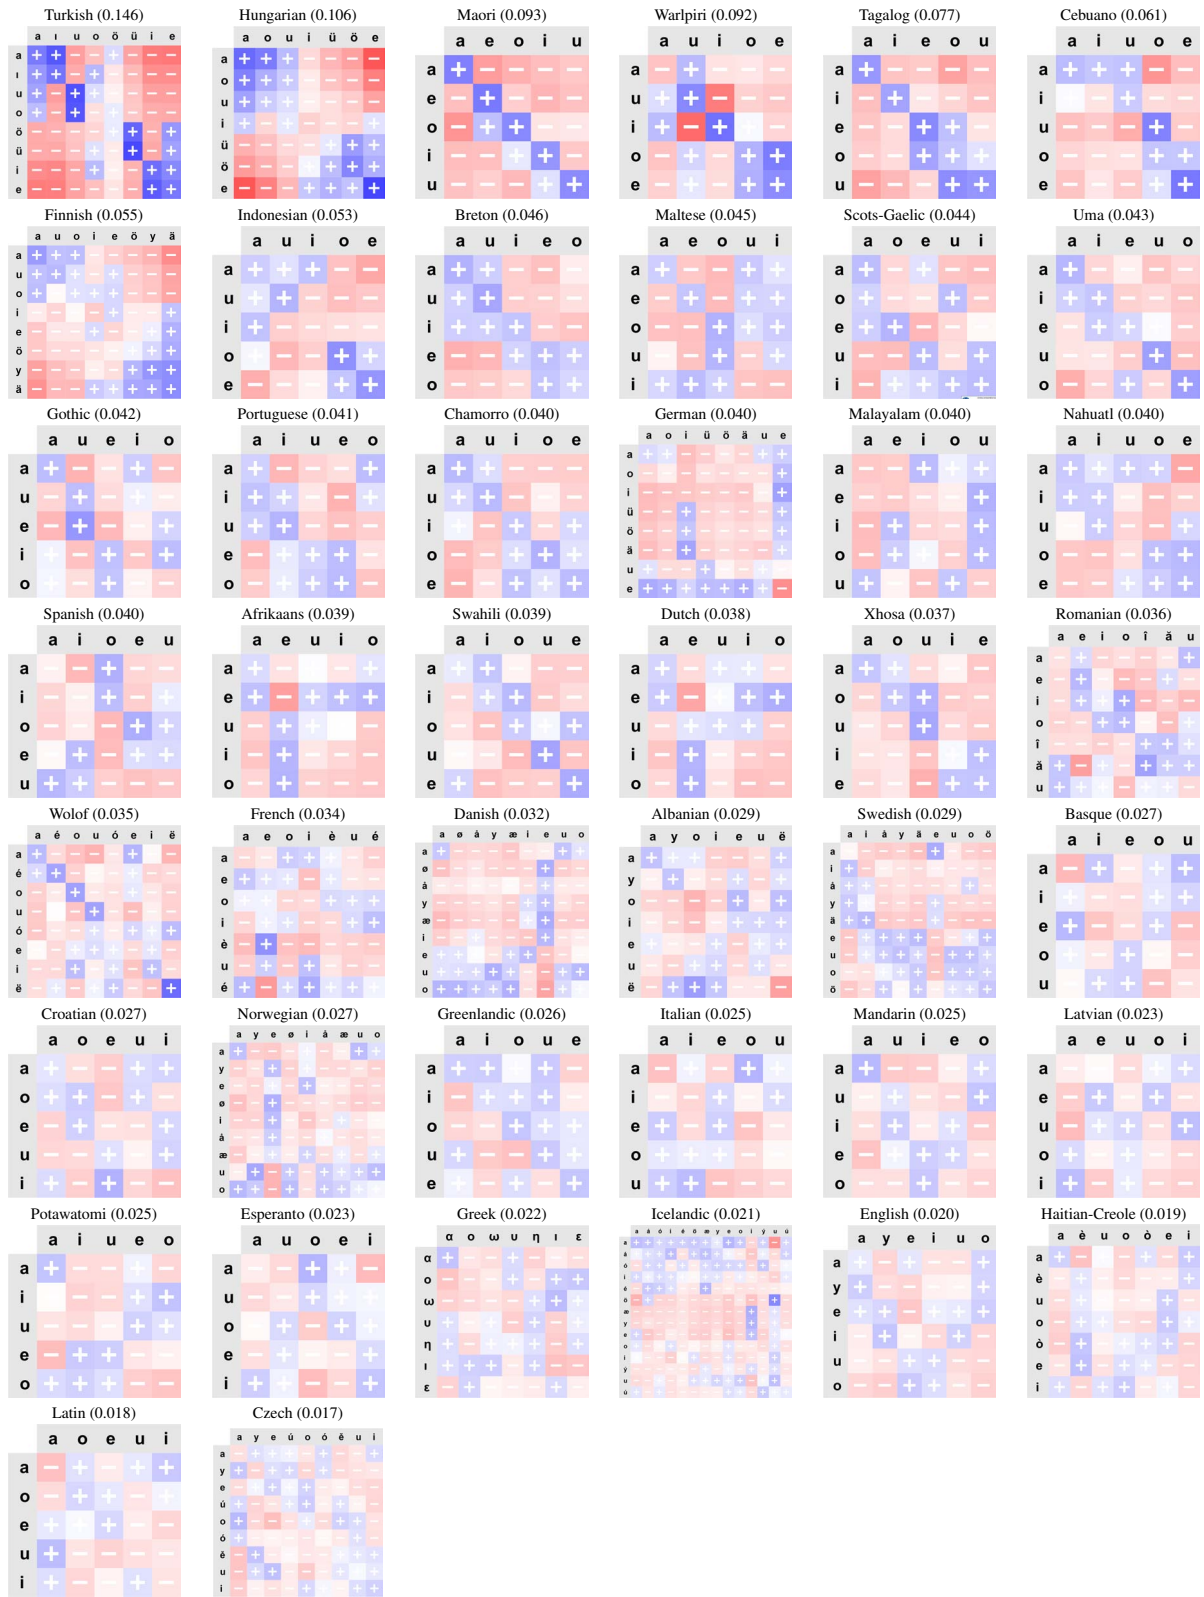 Turkish (0.146)
a ı u o ö ü i e
a ı u o ö ü i e
Hungarian (0.106)
a o u i ü ö e
a o u i ü ö e
Maori (0.093)
a e o i u
a e o i u
Warlpiri (0.092)
a u i o e
a u i o e
Tagalog (0.077)
a i e o u
a i e o u
Cebuano (0.061)
a i u o e
a i u o e
Finnish (0.055)
a u o i e ö y ä
a u o i e ö y ä
Indonesian (0.053)
a u i o e
a u i o e
Breton (0.046)
a u i e o
a u i e o
Maltese (0.045)
a e o u i
a e o u i
Scots-Gaelic (0.044)
a o e u i
a o e u i
Uma (0.043)
a i e u o
a i e u o
Gothic (0.042)
a u e i o
a u e i o
Portuguese (0.041)
a i u e o
a i u e o
Chamorro (0.040)
a u i o e
a u i o e
German (0.040)
a o i ü ö ä u e
a o i ü ö ä u e
Malayalam (0.040)
a e i o u
a e i o u
Nahuatl (0.040)
a i u o e
a i u o e
Spanish (0.040)
a i o e u
a i o e u
Afrikaans (0.039)
a e u i o
a e u i o
Swahili (0.039)
a i o u e
a i o u e
Dutch (0.038)
a e u i o
a e u i o
Xhosa (0.037)
a o u i e
a o u i e
Romanian (0.036)
a e i o î ă u
a e i o î ă u
Wolof (0.035)
a é o u ó e i ë
a é o u ó e i ë
French (0.034)
a e o i è u é
a e o i è u é
Danish (0.032)
a ø å y æ i e u o
a ø å y æ i e u o
Albanian (0.029)
a y o i e u ë
a y o i e u ë
Swedish (0.029)
a i å y ä e u o ö
a i å y ä e u o ö
Basque (0.027)
a i e o u
a i e o u
Croatian (0.027)
a o e u i
a o e u i
Norwegian (0.027)
a y e ø i å æ u o
a y e ø i å æ u o
Greenlandic (0.026)
a i o u e
a i o u e
Italian (0.025)
a i e o u
a i e o u
Mandarin (0.025)
a u i e o
a u i e o
Latvian (0.023)
a e u o i
a e u o i
Potawatomi (0.025)
a i u e o
a i u e o
Esperanto (0.023)
a u o e i
a u o e i
Greek (0.022)
α ο ω υ η ι ε
α ο ω υ η ι ε
Icelandic (0.021)
English (0.020)
a y e i u o
a y e i u o
Haitian-Creole (0.019)
a è u o ò e i
a è u o ò e i
Latin (0.018)
a o e u i
a o e u i
Czech (0.017)
a y e ú o ó ě u i
a y e ú o ó ě u i